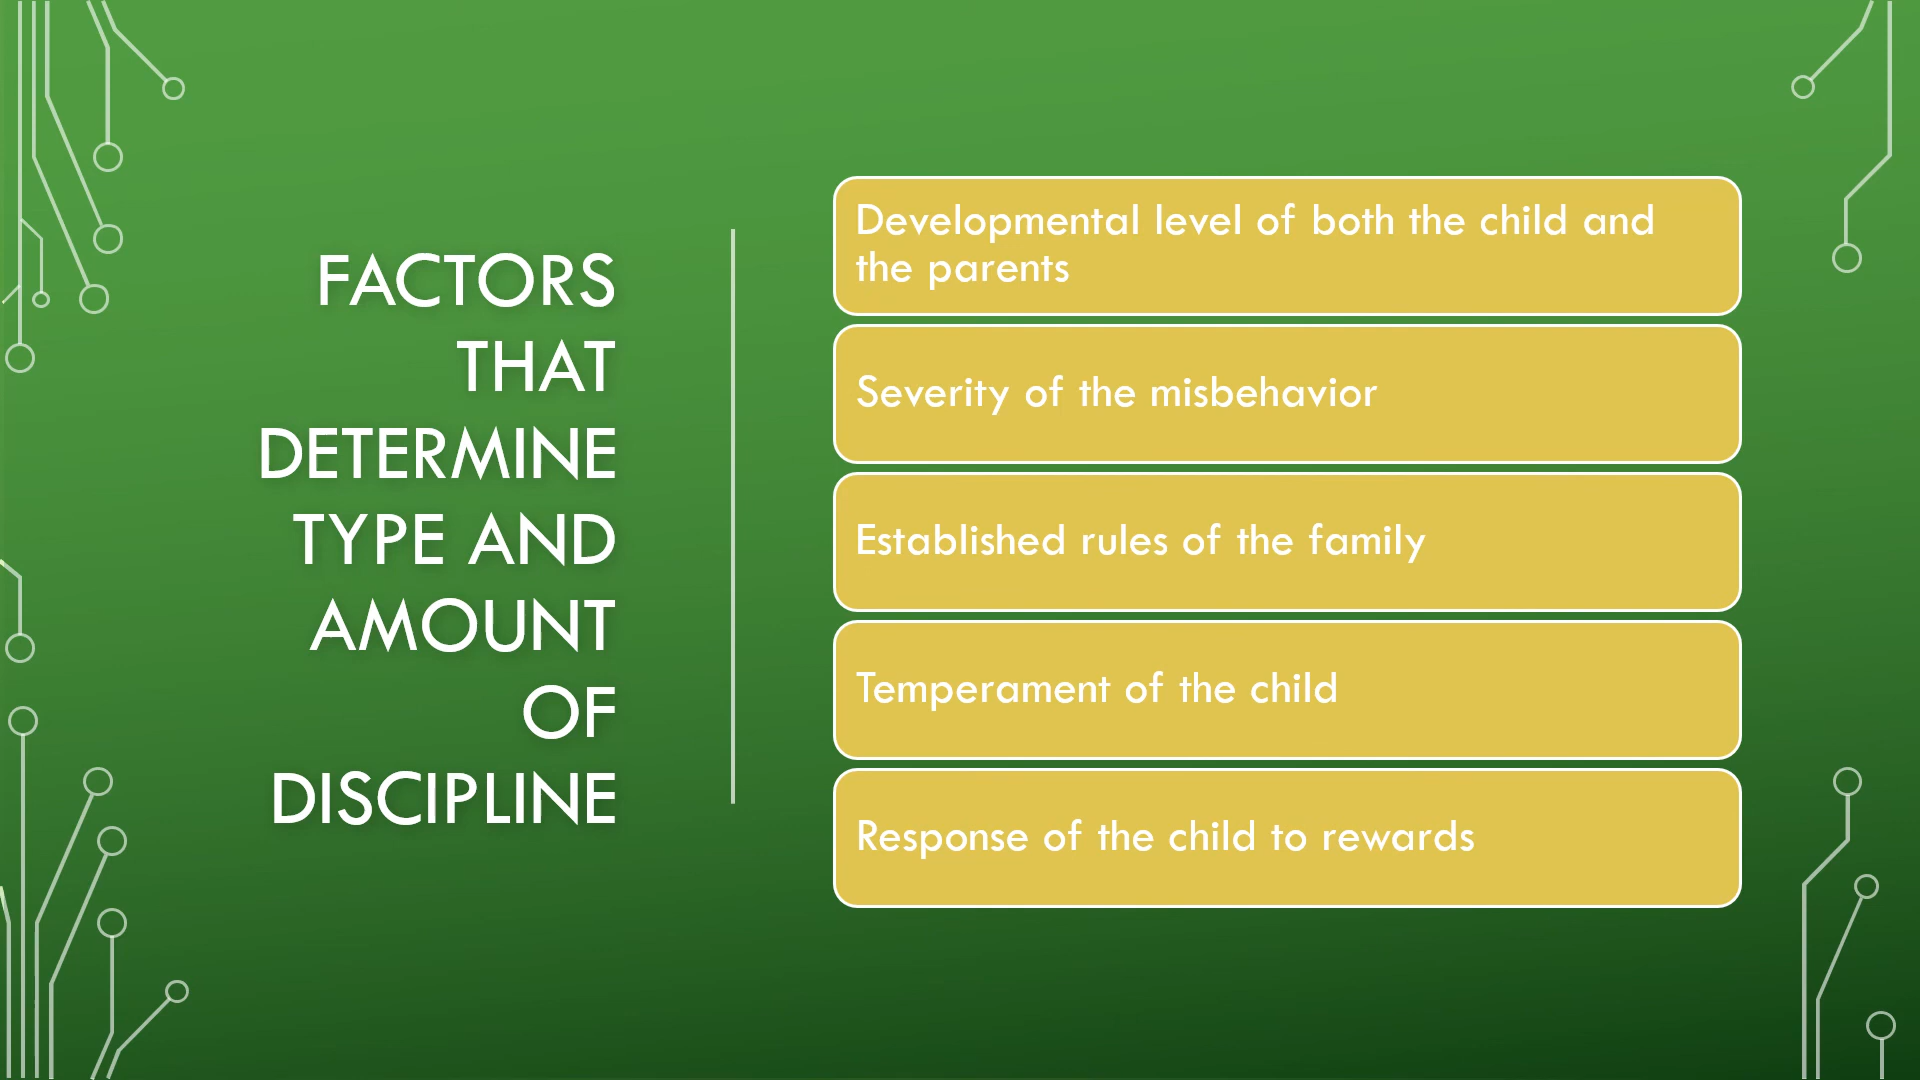 FACTORS
THAT
DETERMINE
TYPE AND
AMOUNT
OF
DISCIPLINE
Developmental level of both the child and
the parents
Severity of the misbehavior
Established rules of the family
Temperament of the child
Response of the child to rewards